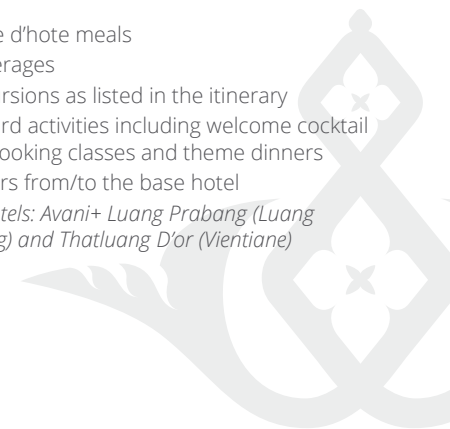 e d’hote meals
erages
rsions as listed in the itinerary
rd activities including welcome cocktail
ooking classes and theme dinners
rs from/to the base hotel
tels: Avani+ Luang Prabang (Luang
g) and Thatluang D’or (Vientiane)